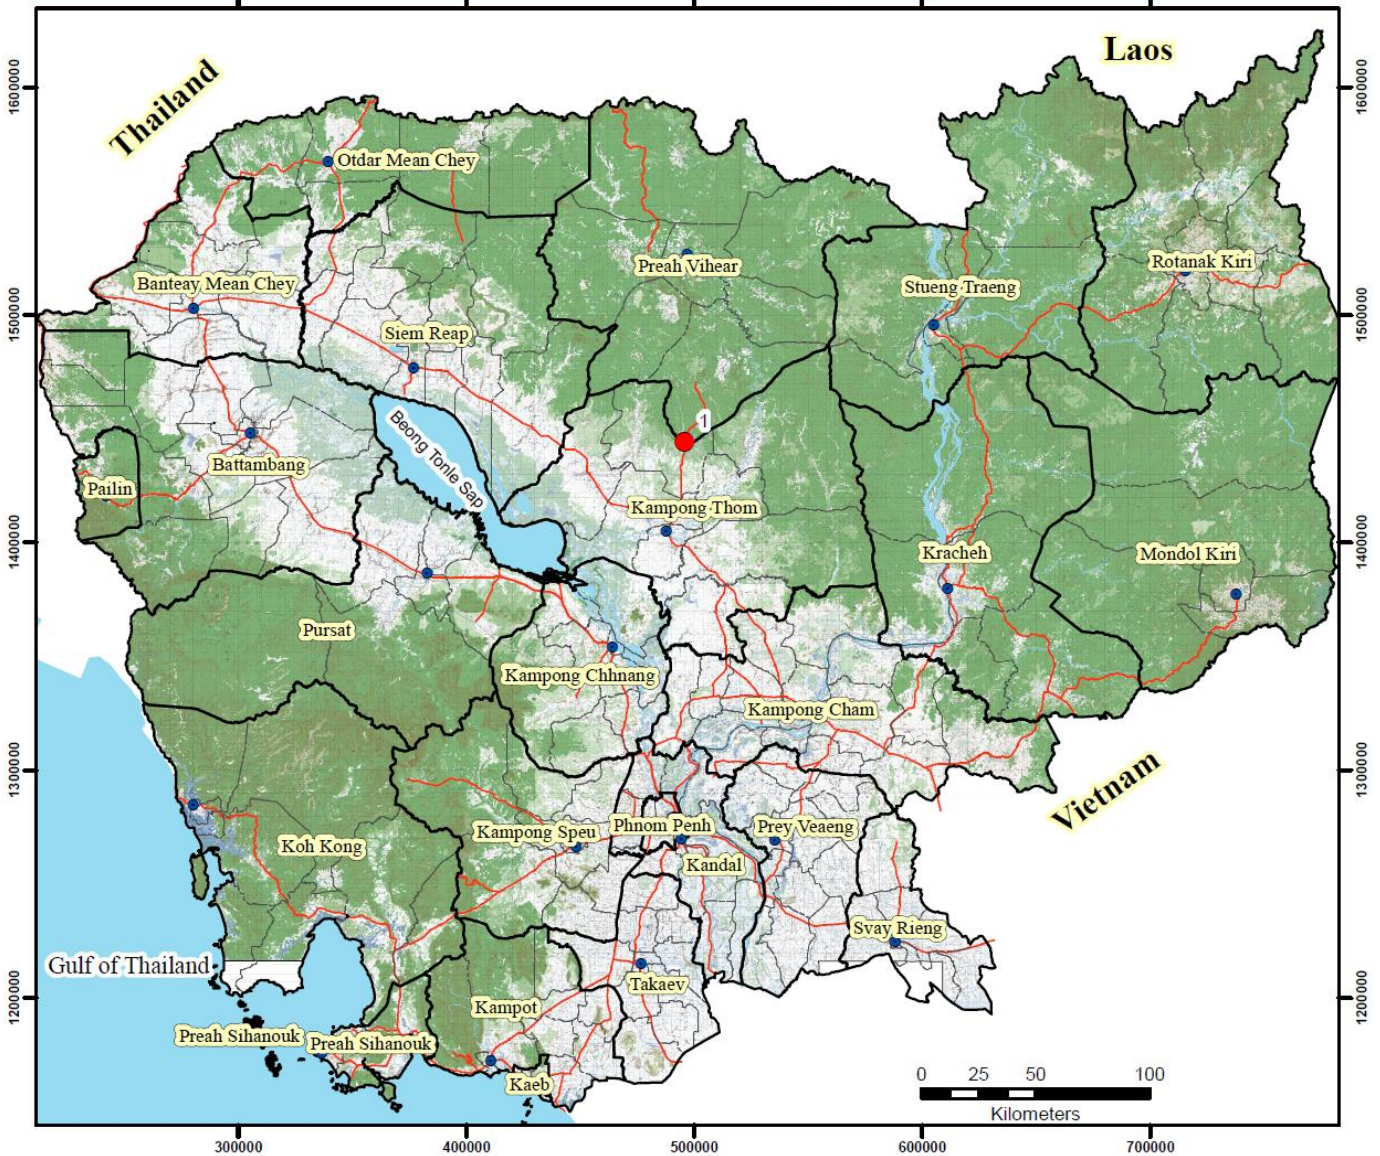 Laos
Thailand
1600000
1600000
Otdar Mean Chey
Preah Vihear
Rotanak Kiri
Banteay Mean Chey
Stueng Traeng
1500000
1500000
Siem Reap
Beong Tonle Sap
1
Battambang
Pailin
Kampong Thom
1400000
1400000
Kracheh
Mondol Kiri
Pursat
Kampong Chhnang
Kampong Cham
1300000
1300000
Vietnam
Kampong Speu
Phnom Penh
Prey Veaeng
Koh Kong
Kandal
Svay Rieng
Gulf of Thailand
Takaev
1200000
1200000
Kampot
Preah Sihanouk
Preah Sihanouk
Kaeb
0 25 50 100
Kilometers
300000
400000
500000
600000
700000